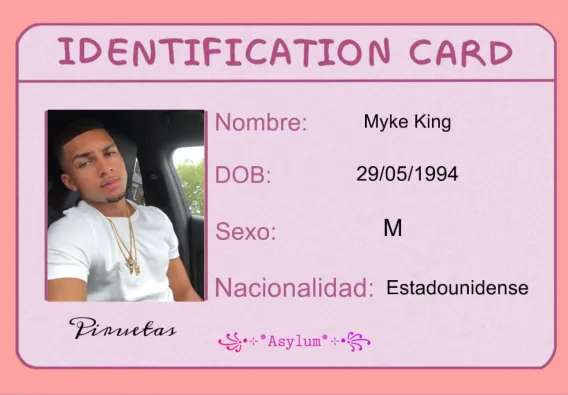 IDENTIFICATION CARD
Nombre: Myke King
DOB: 29/05/1994
Sexo: M
Nacionalidad: Estadounidense
Piruetas
꧁•⊹°Asylum°⊹•꧂